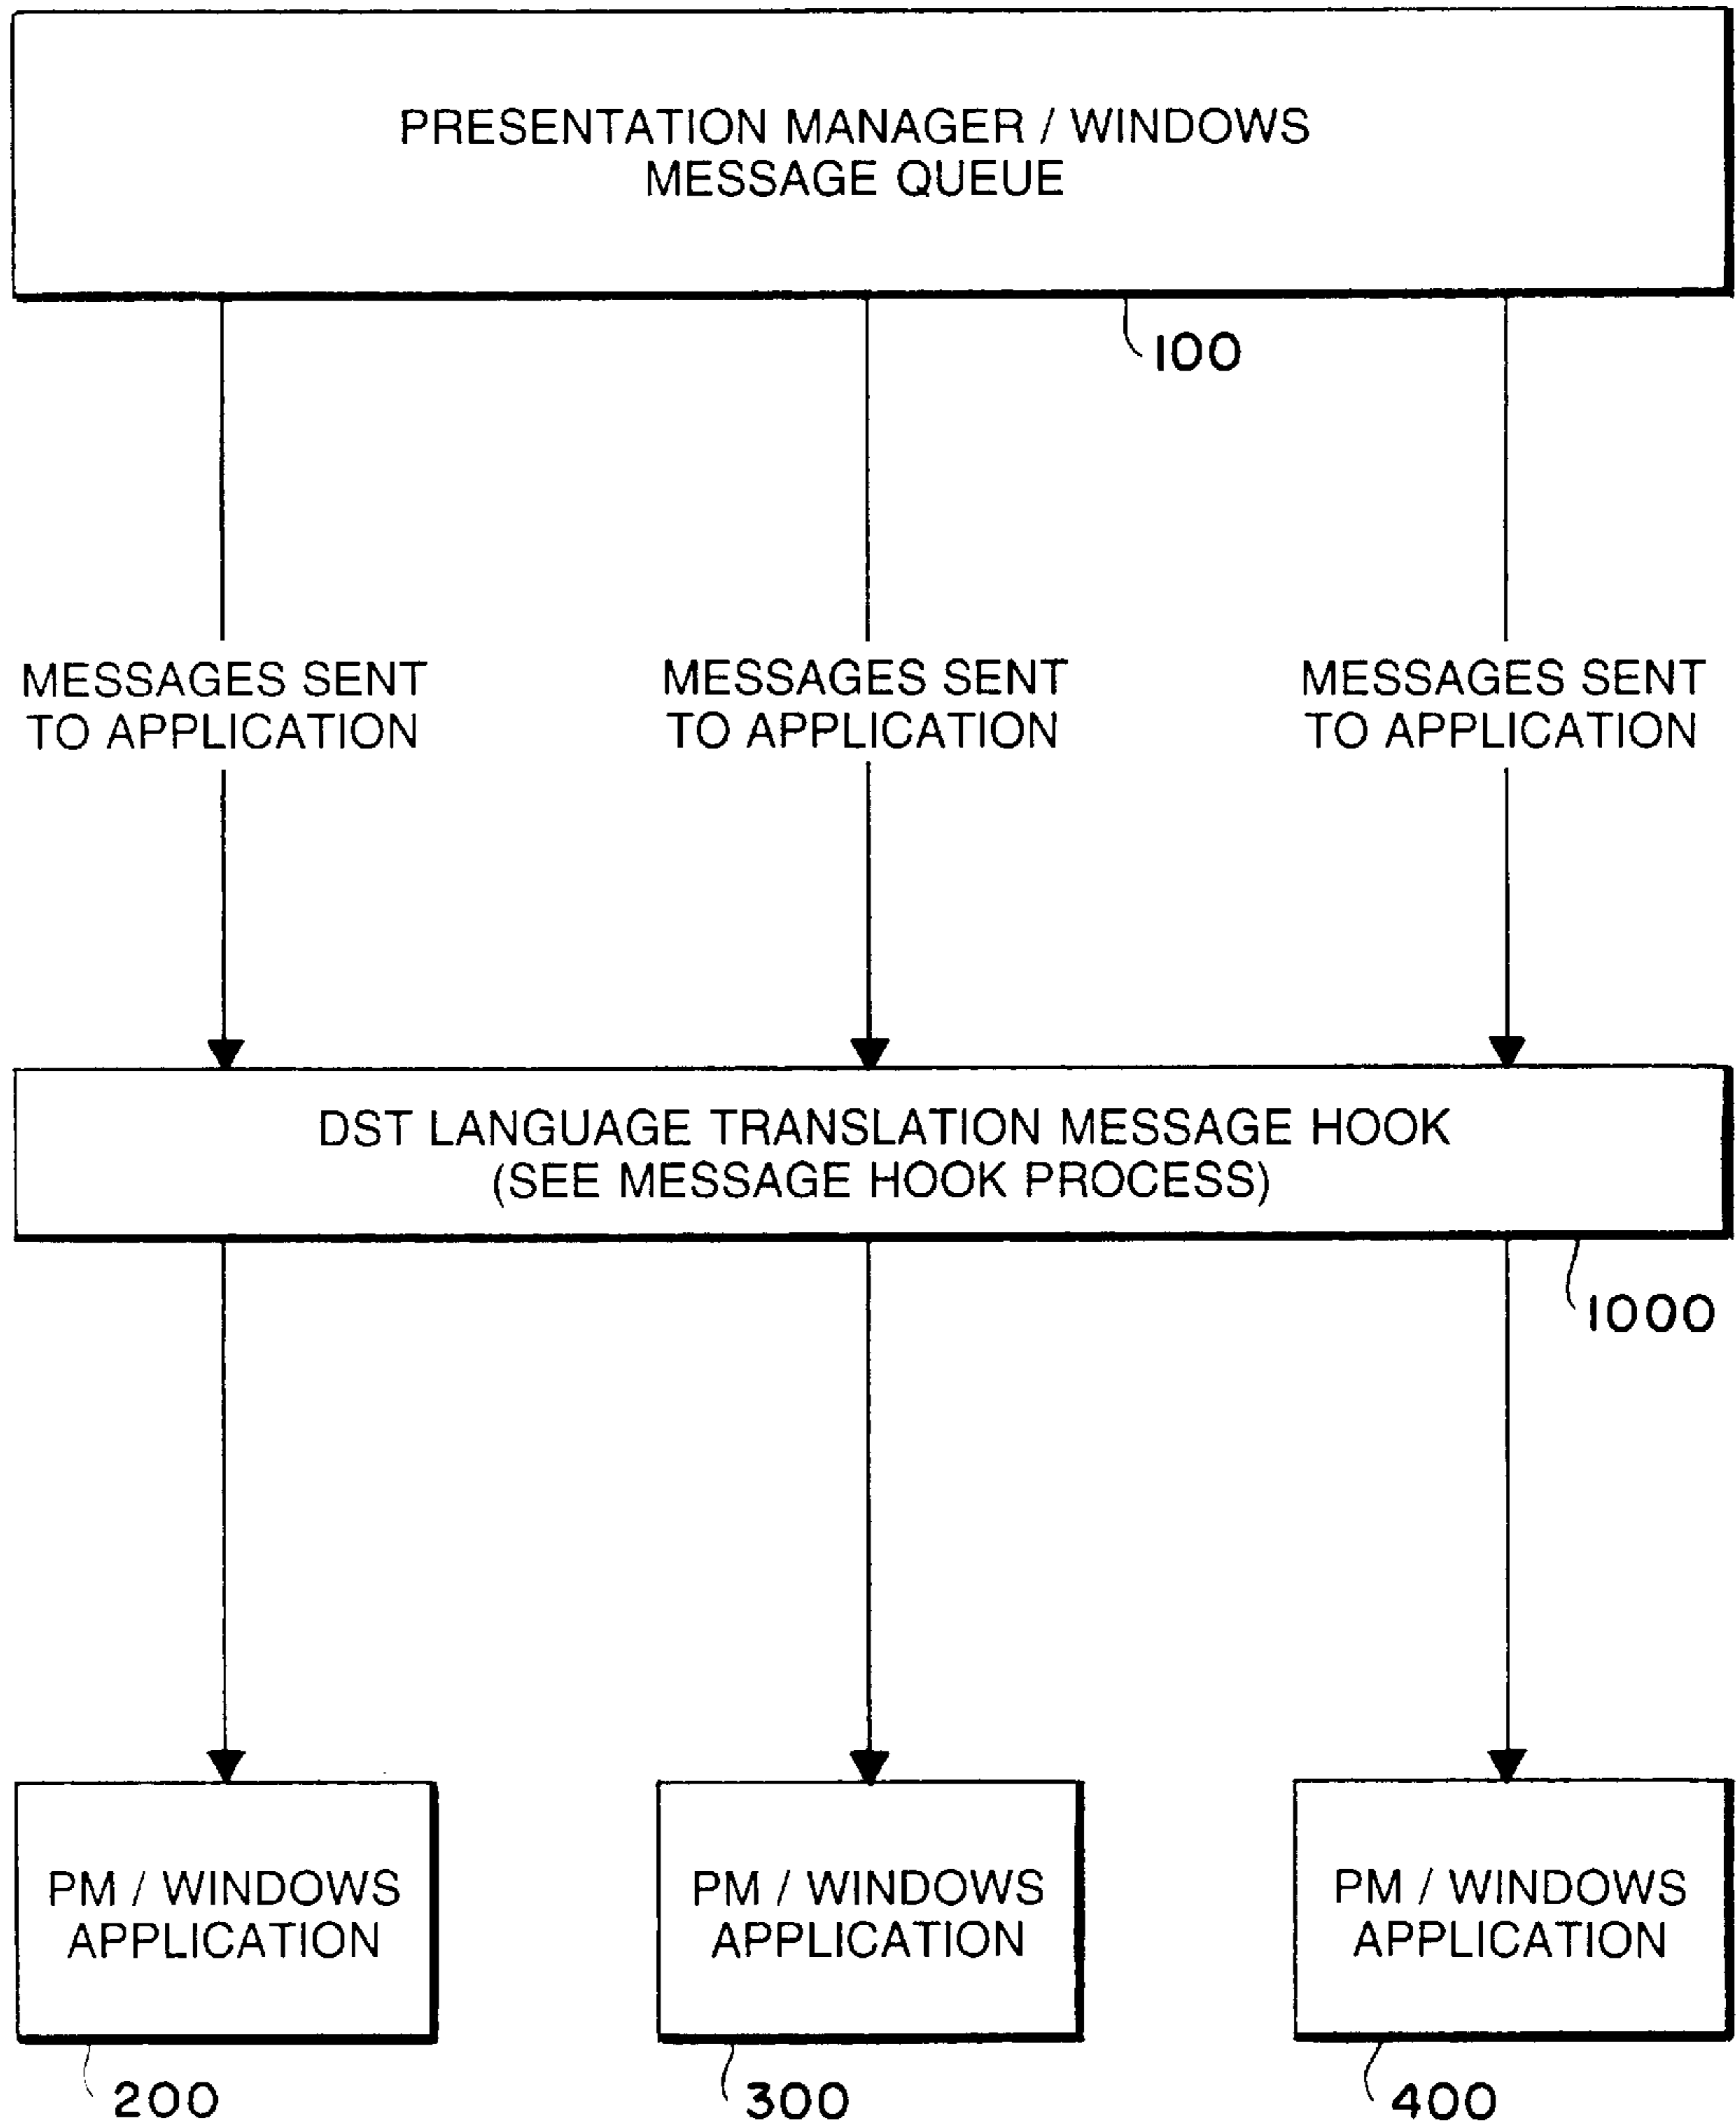 PRESENTATION MANAGER / WINDOWS
MESSAGE QUEUE
100
MESSAGES SENT
TO APPLICATION
MESSAGES SENT
TO APPLICATION
MESSAGES SENT
TO APPLICATION
DST LANGUAGE TRANSLATION MESSAGE HOOK
(SEE MESSAGE HOOK PROCESS)
1000
PM / WINDOWS
APPLICATION
200
PM / WINDOWS
APPLICATION
300
PM / WINDOWS
APPLICATION
400